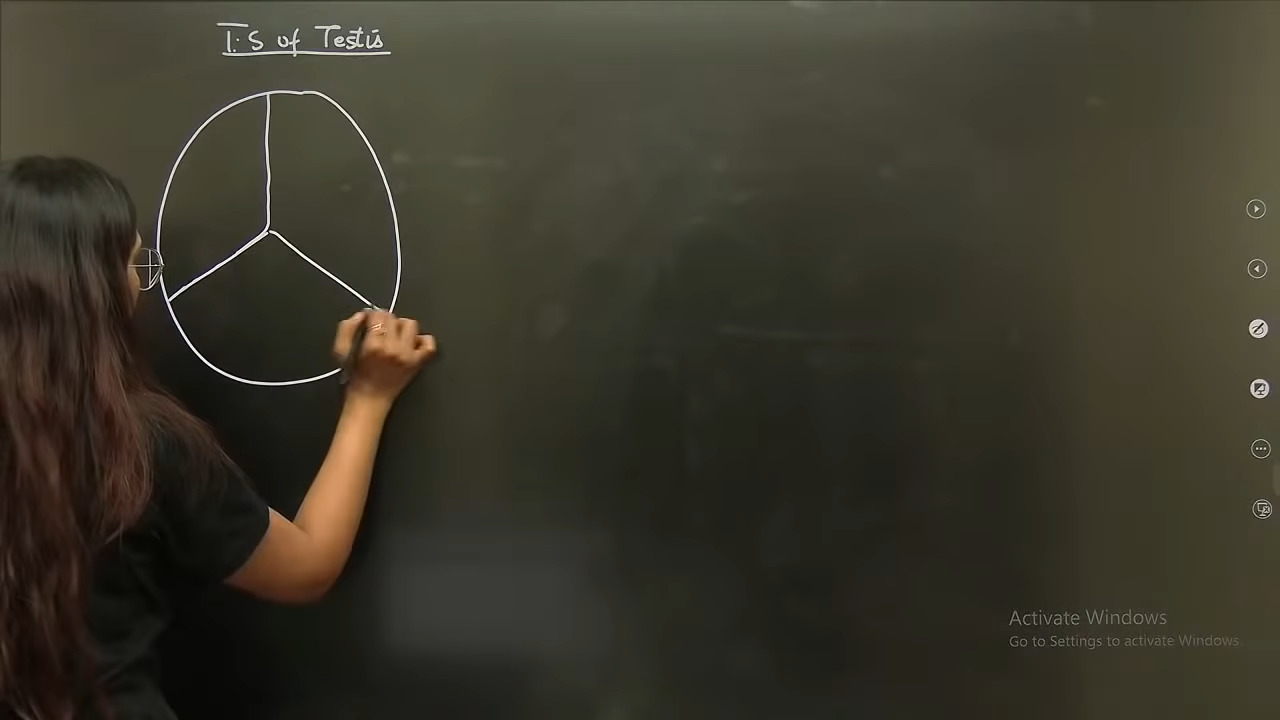 T.S of Testis
Activate Windows
Go to Settings to activate Windows.